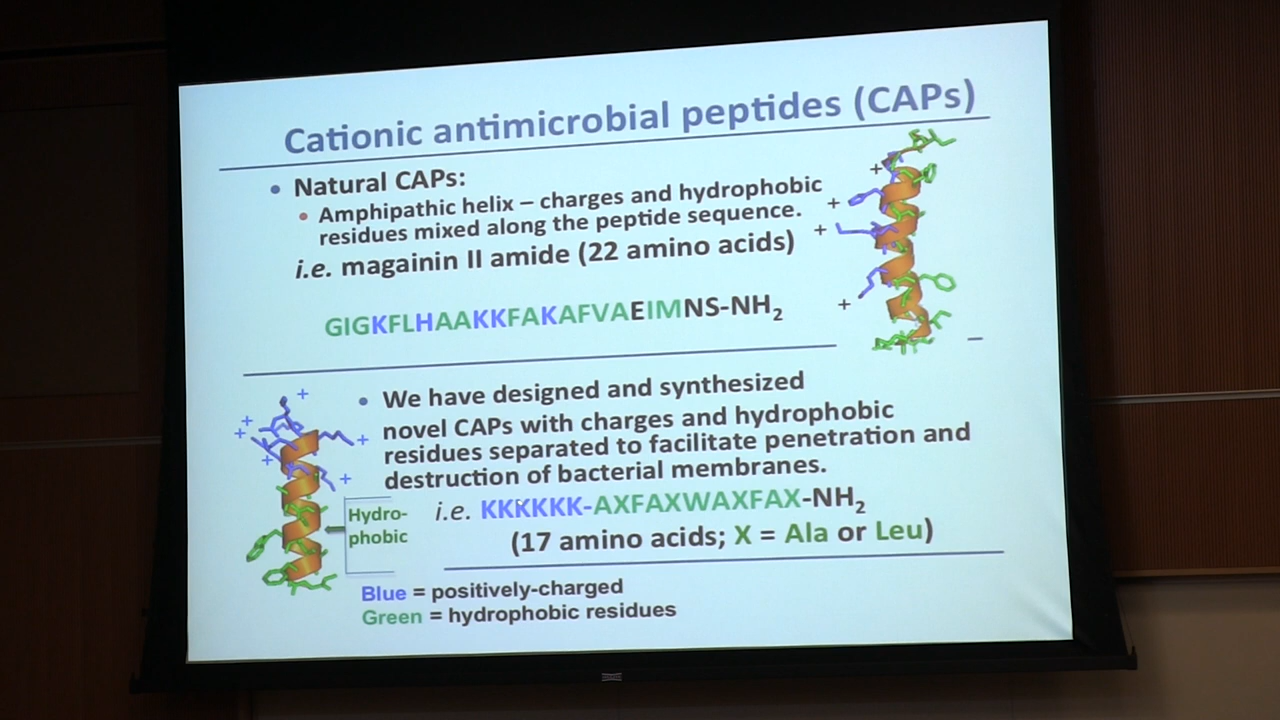 Cationic antimicrobial peptides (CAPs)
• Natural CAPs:
• Amphipathic helix – charges and hydrophobic
residues mixed along the peptide sequence.
i.e. magainin II amide (22 amino acids)
GIGKFLHAAKKFAKAFVAEIMNS-NH₂
+
+
+
+
–
• We have designed and synthesized
novel CAPs with charges and hydrophobic
residues separated to facilitate penetration and
destruction of bacterial membranes.
i.e. KKKKKK-AXFAXWAXFAX-NH₂
(17 amino acids; X = Ala or Leu)
+
+
+
+
+
+
Hydro-
phobic
Blue = positively-charged
Green = hydrophobic residues